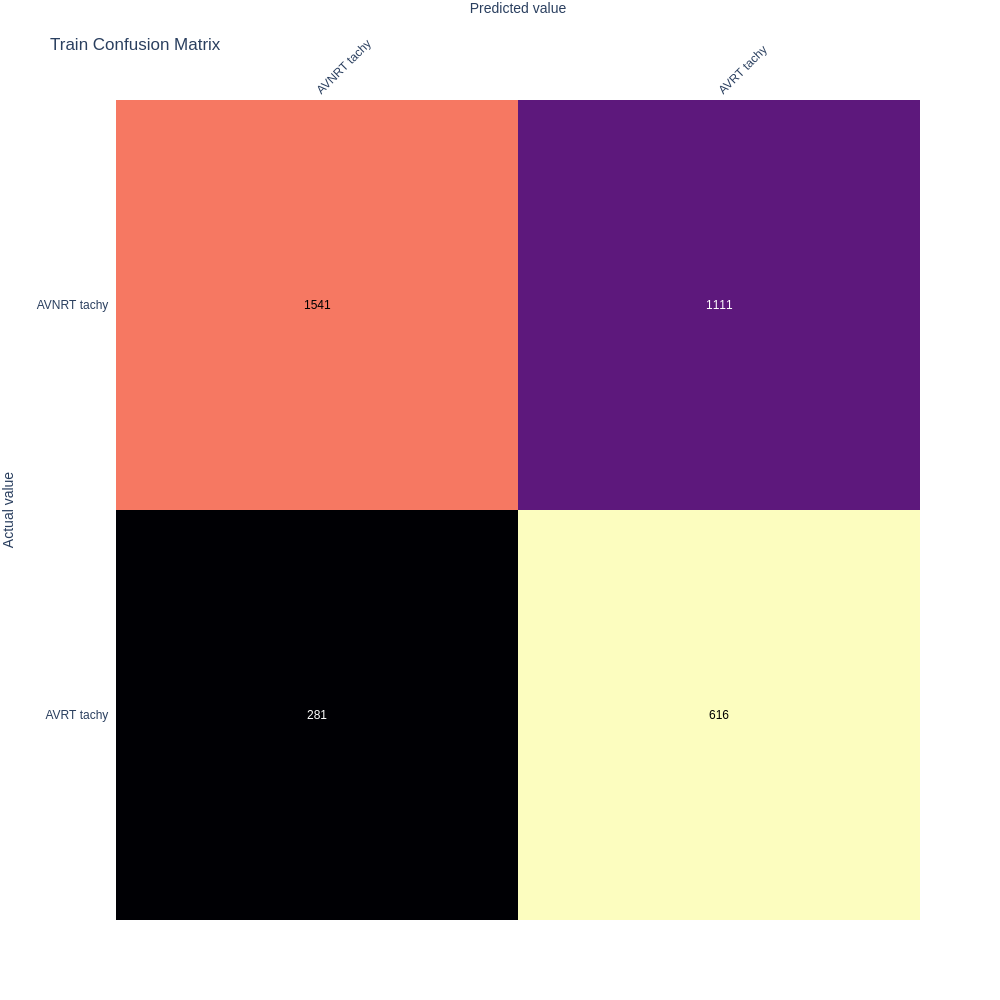 Predicted value
Train Confusion Matrix
AVNRT tachy
AVRT tachy
AVNRT tachy
1541
1111
Actual value
AVRT tachy
281
616